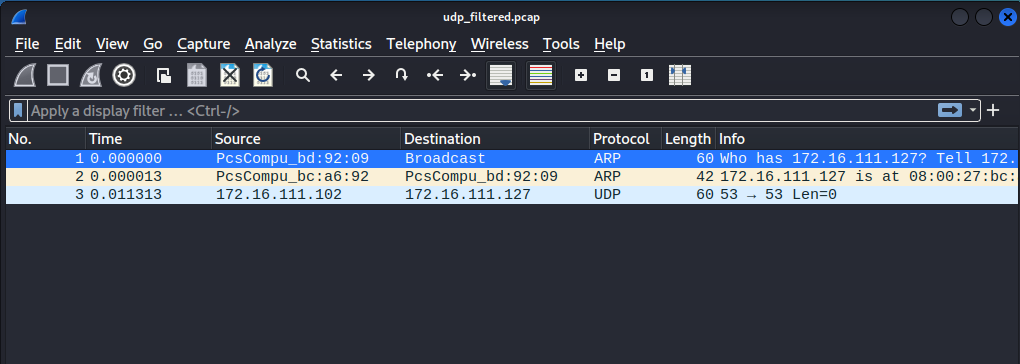 udp_filtered.pcap
File Edit View Go Capture Analyze Statistics Telephony Wireless Tools Help
Apply a display filter … <Ctrl-/>
No. Time Source Destination Protocol Length Info
1 0.000000 PcsCompu_bd:92:09 Broadcast ARP 60 Who has 172.16.111.127? Tell 172.
2 0.000013 PcsCompu_bc:a6:92 PcsCompu_bd:92:09 ARP 42 172.16.111.127 is at 08:00:27:bc:
3 0.011313 172.16.111.102 172.16.111.127 UDP 60 53 → 53 Len=0